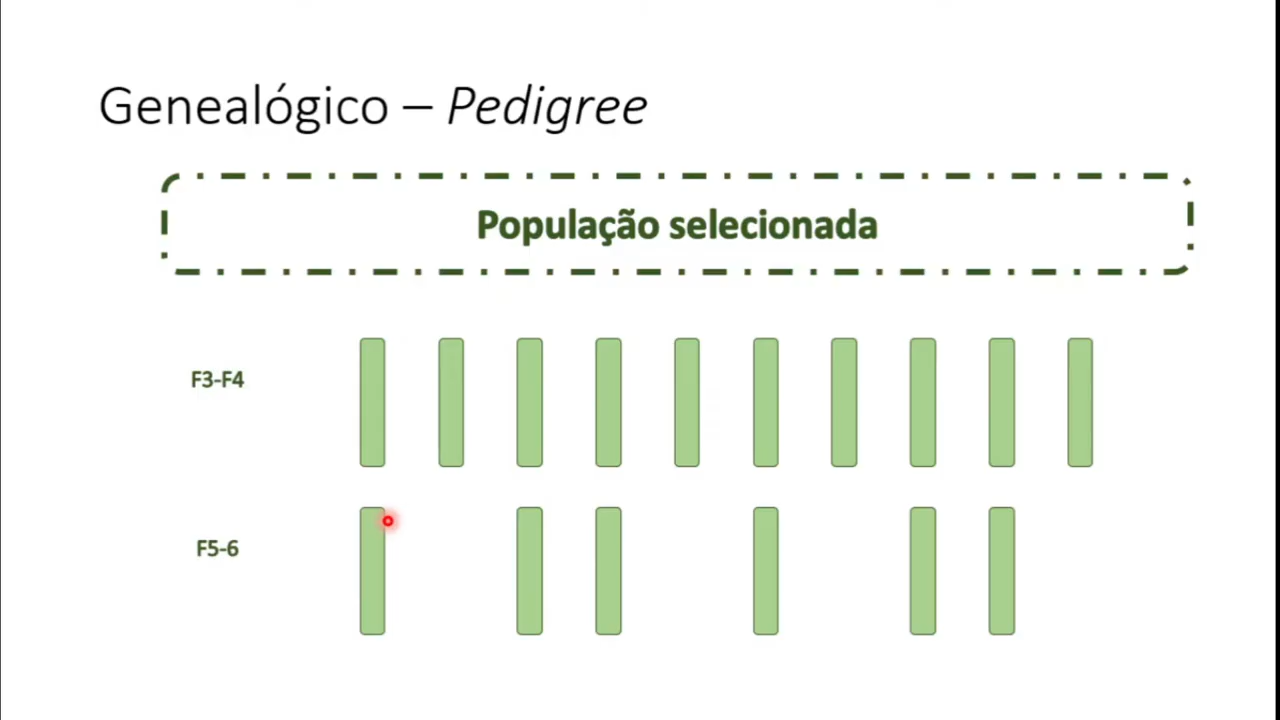 Genealógico – Pedigree
População selecionada
F3-F4
F5-6